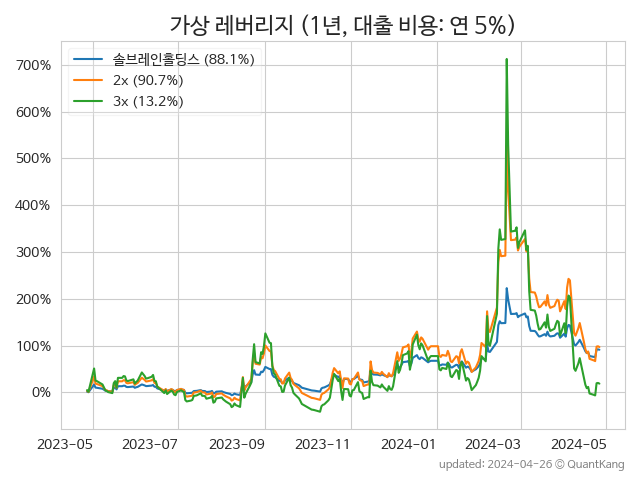 가상 레버리지 (1년, 대출 비용: 연 5%)
솔브레인홀딩스 (88.1%)
2x (90.7%)
3x (13.2%)
700%
600%
500%
400%
300%
200%
100%
0%
2023-05 2023-07 2023-09 2023-11 2024-01 2024-03 2024-05
updated: 2024-04-26 © QuantKang